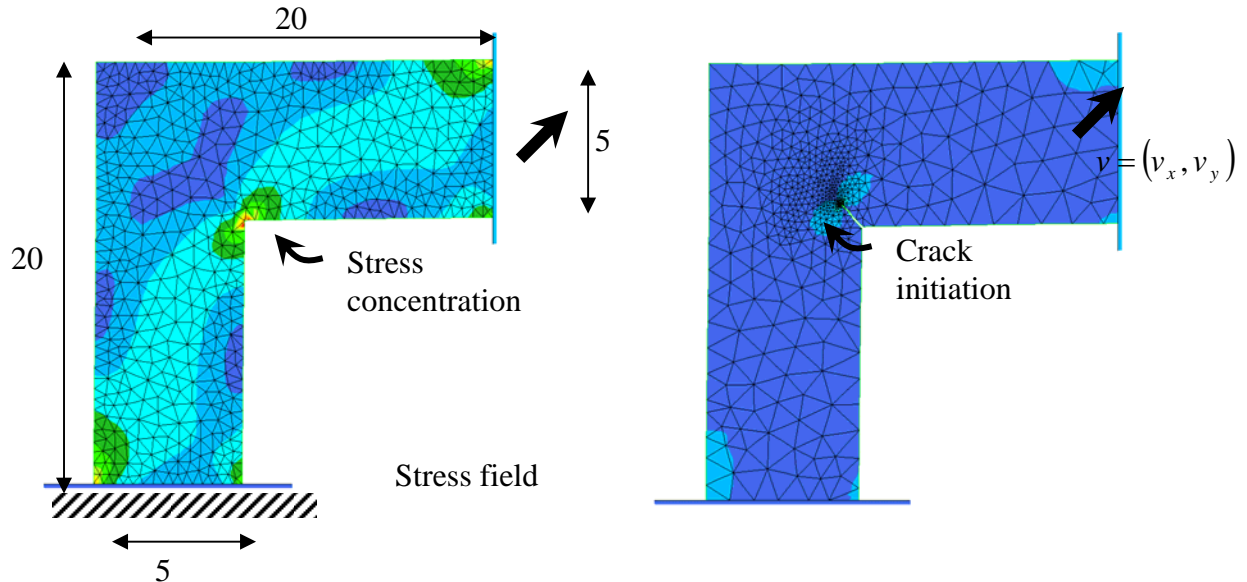 20
5
20
Stress
concentration
Stress field
5
v = (v_x, v_y)
Crack
initiation